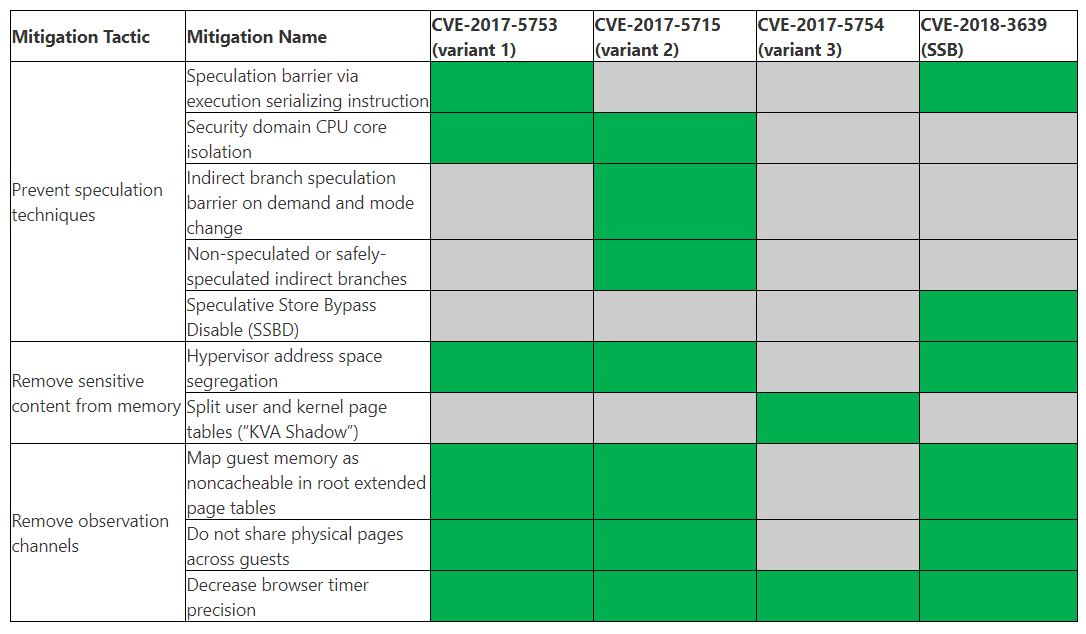 Mitigation Tactic
Mitigation Name
CVE-2017-5753
(variant 1)
CVE-2017-5715
(variant 2)
CVE-2017-5754
(variant 3)
CVE-2018-3639
(SSB)
Prevent speculation
techniques
Speculation barrier via
execution serializing instruction
Security domain CPU core
isolation
Indirect branch speculation
barrier on demand and mode
change
Non-speculated or safely-
speculated indirect branches
Speculative Store Bypass
Disable (SSBD)
Remove sensitive
content from memory
Hypervisor address space
segregation
Split user and kernel page
tables (“KVA Shadow”)
Remove observation
channels
Map guest memory as
noncacheable in root extended
page tables
Do not share physical pages
across guests
Decrease browser timer
precision